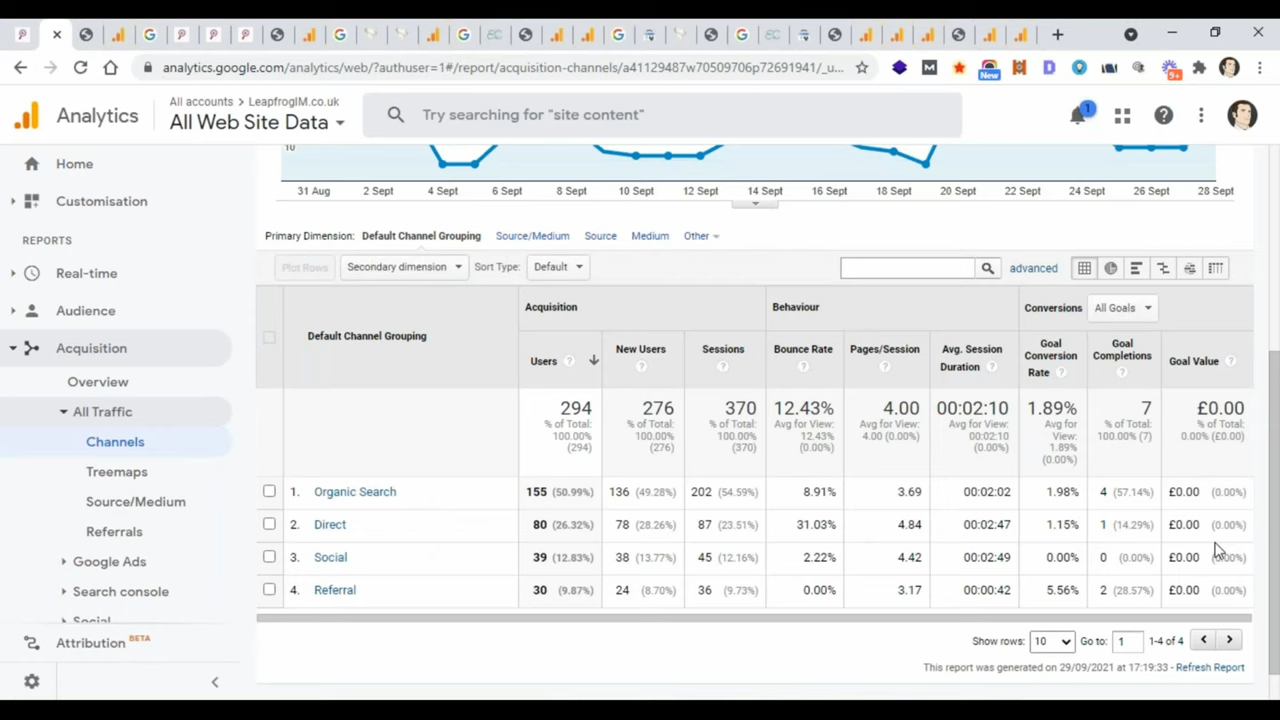 analytics.google.com/analytics/web/?authuser=1#/report/acquisition-channels/a41129487w70509706p72691941/_u...
New
9+
Analytics
All accounts > LeapfrogIM.co.uk
All Web Site Data
Try searching for "site content"
1
Home
Customisation
REPORTS
Real-time
Audience
Acquisition
Overview
All Traffic
Channels
Treemaps
Source/Medium
Referrals
Google Ads
Search console
Social
Attribution BETA
10
31 Aug 2 Sept 4 Sept 6 Sept 8 Sept 10 Sept 12 Sept 14 Sept 16 Sept 18 Sept 20 Sept 22 Sept 24 Sept 26 Sept 28 Sept
Primary Dimension: Default Channel Grouping Source/Medium Source Medium Other
Plot Rows Secondary dimension Sort Type: Default advanced
Default Channel Grouping
Acquisition Behaviour Conversions All Goals
Users ? New Users ? Sessions ? Bounce Rate ? Pages/Session ? Avg. Session Duration ? Goal Conversion Rate ? Goal Completions ? Goal Value ?
294 276 370 12.43% 4.00 00:02:10 1.89% 7 £0.00
% of Total: 100.00% (294) % of Total: 100.00% (276) % of Total: 100.00% (370) Avg for View: 12.43% (0.00%) Avg for View: 4.00 (0.00%) Avg for View: 00:02:10 (0.00%) Avg for View: 1.89% (0.00%) % of Total: 100.00% (7) % of Total: 0.00% (£0.00)
1. Organic Search 155 (50.99%) 136 (49.28%) 202 (54.59%) 8.91% 3.69 00:02:02 1.98% 4 (57.14%) £0.00 (0.00%)
2. Direct 80 (26.32%) 78 (28.26%) 87 (23.51%) 31.03% 4.84 00:02:47 1.15% 1 (14.29%) £0.00 (0.00%)
3. Social 39 (12.83%) 38 (13.77%) 45 (12.16%) 2.22% 4.42 00:02:49 0.00% 0 (0.00%) £0.00 (0.00%)
4. Referral 30 (9.87%) 24 (8.70%) 36 (9.73%) 0.00% 3.17 00:00:42 5.56% 2 (28.57%) £0.00 (0.00%)
Show rows: 10 Go to: 1 1-4 of 4
This report was generated on 29/09/2021 at 17:19:33 - Refresh Report